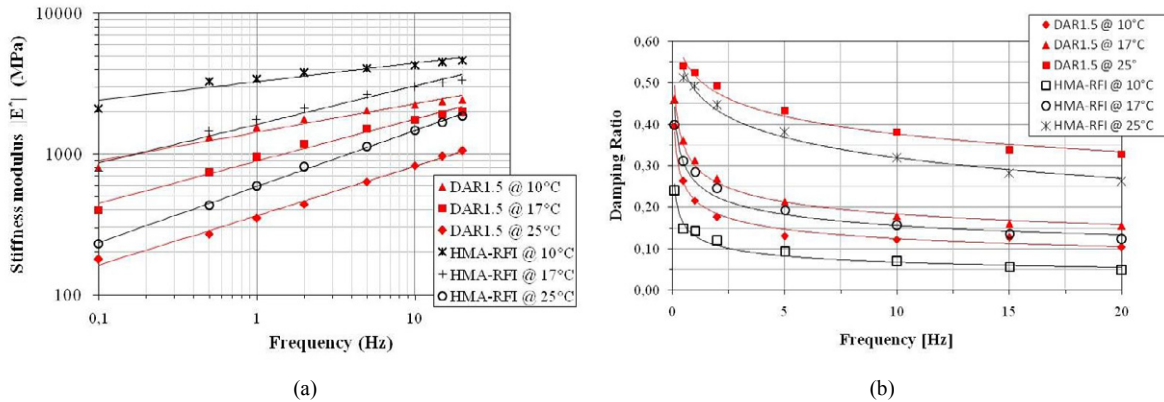 10000
1000
100
0,1
1
10
Stiffness modulus |E*| (MPa)
Frequency (Hz)
DAR1.5 @ 10°C
DAR1.5 @ 17°C
DAR1.5 @ 25°C
HMA-RFI @ 10°C
HMA-RFI @ 17°C
HMA-RFI @ 25°C
(a)
0,60
0,50
0,40
0,30
0,20
0,10
0,00
0
5
10
15
20
Damping Ratio
Frequency [Hz]
DAR1.5 @ 10°C
DAR1.5 @ 17°C
DAR1.5 @ 25°
HMA-RFI @ 10°C
HMA-RFI @ 17°C
HMA-RFI @ 25°C
(b)